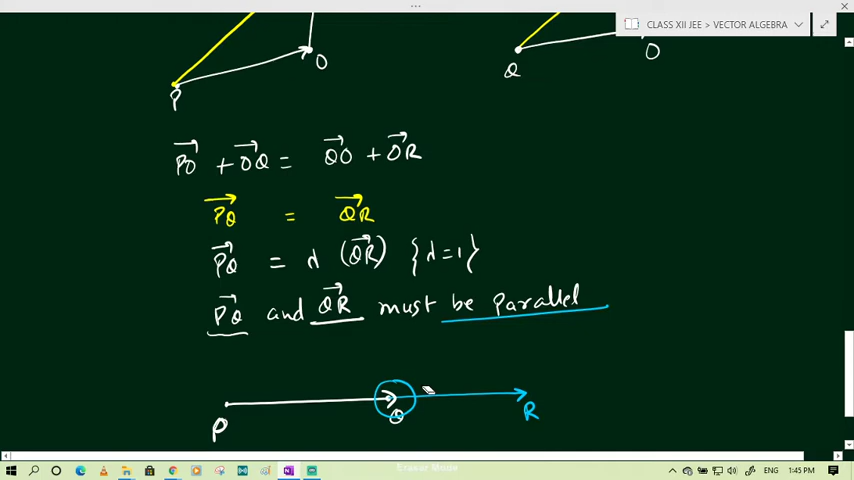 CLASS XII JEE > VECTOR ALGEBRA
P
O
Q
O
PO + OQ = QO + OR
PQ = QR
PQ = λ (QR) {λ=1}
PQ and QR must be parallel
P
Q
R
Eraser Mode
ENG 1:45 PM